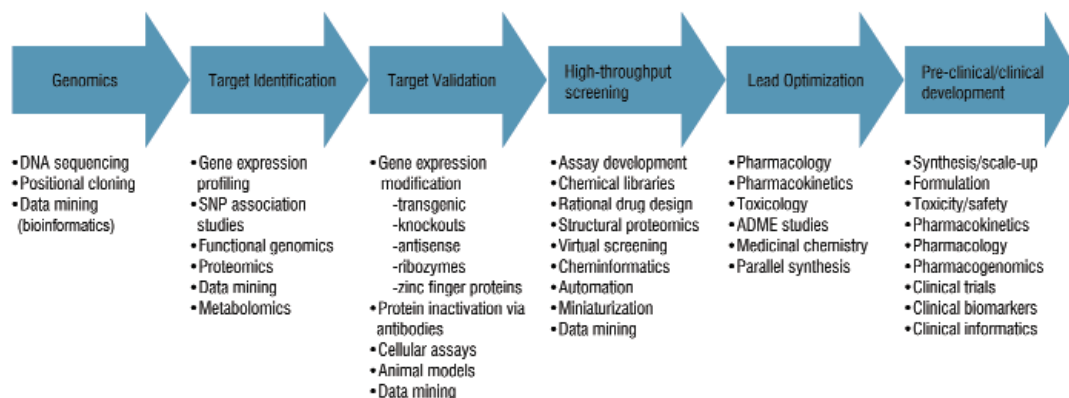 Genomics
Target Identification
Target Validation
High-throughput
screening
Lead Optimization
Pre-clinical/clinical
development
•DNA sequencing
•Positional cloning
•Data mining
(bioinformatics)
•Gene expression
profiling
•SNP association
studies
•Functional genomics
•Proteomics
•Data mining
•Metabolomics
•Gene expression
modification
-transgenic
-knockouts
-antisense
-ribozymes
-zinc finger proteins
•Protein inactivation via
antibodies
•Cellular assays
•Animal models
•Data mining
•Assay development
•Chemical libraries
•Rational drug design
•Structural proteomics
•Virtual screening
•Cheminformatics
•Automation
•Miniaturization
•Data mining
•Pharmacology
•Pharmacokinetics
•Toxicology
•ADME studies
•Medicinal chemistry
•Parallel synthesis
•Synthesis/scale-up
•Formulation
•Toxicity/safety
•Pharmacokinetics
•Pharmacology
•Pharmacogenomics
•Clinical trials
•Clinical biomarkers
•Clinical informatics